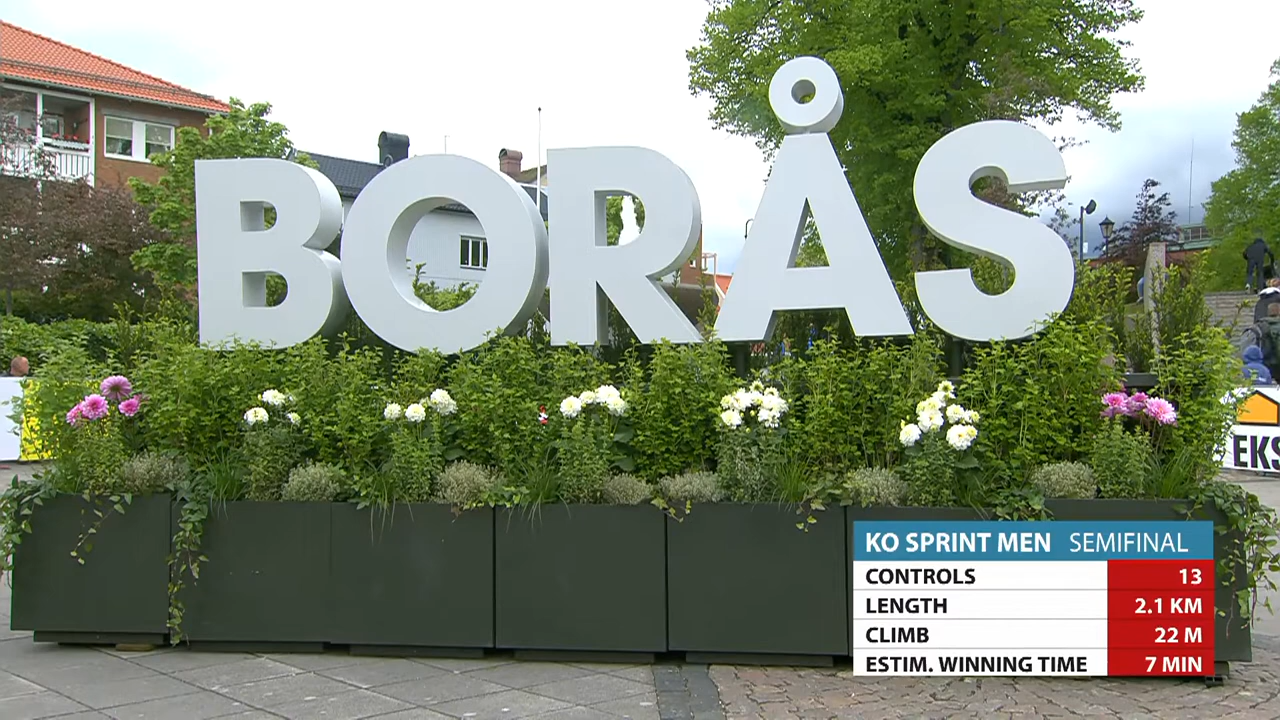 BORÅS
EKS
KO SPRINT MEN SEMIFINAL
CONTROLS 13
LENGTH 2.1 KM
CLIMB 22 M
ESTIM. WINNING TIME 7 MIN